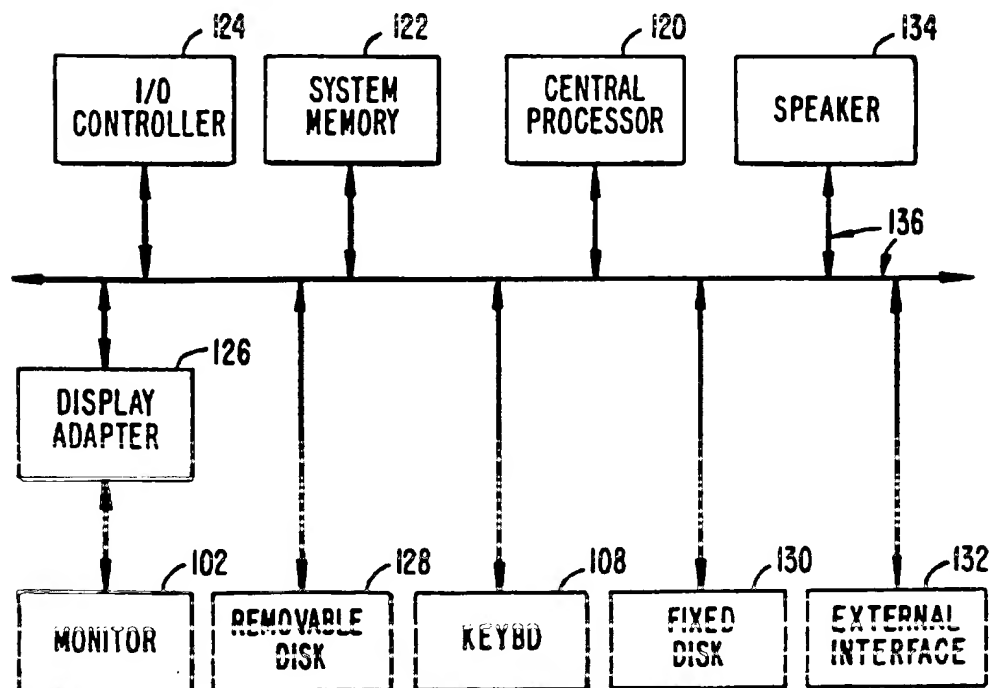 124
122
120
134
I/O
CONTROLLER
SYSTEM
MEMORY
CENTRAL
PROCESSOR
SPEAKER
136
126
DISPLAY
ADAPTER
102
128
108
130
132
MONITOR
REMOVABLE
DISK
KEYBD
FIXED
DISK
EXTERNAL
INTERFACE